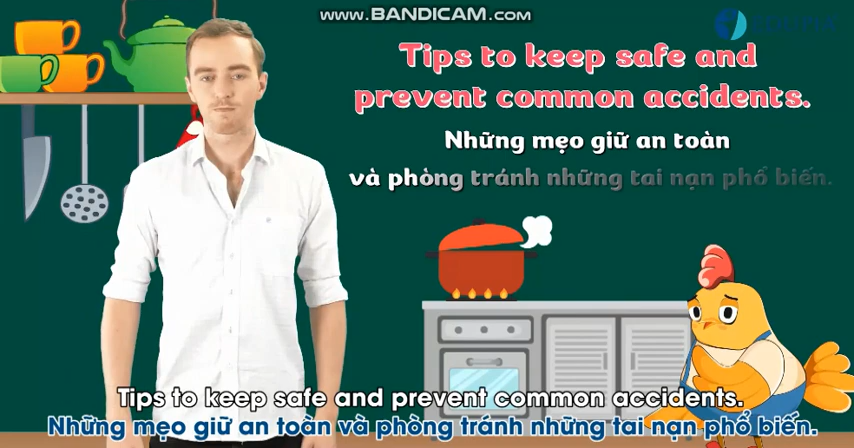 WWW.BANDICAM.COM
EDUPIA
Tips to keep safe and
prevent common accidents.
Những mẹo giữ an toàn
và phòng tránh những tai nạn phổ biến.
Tips to keep safe and prevent common accidents.
Những mẹo giữ an toàn và phòng tránh những tai nạn phổ biến.